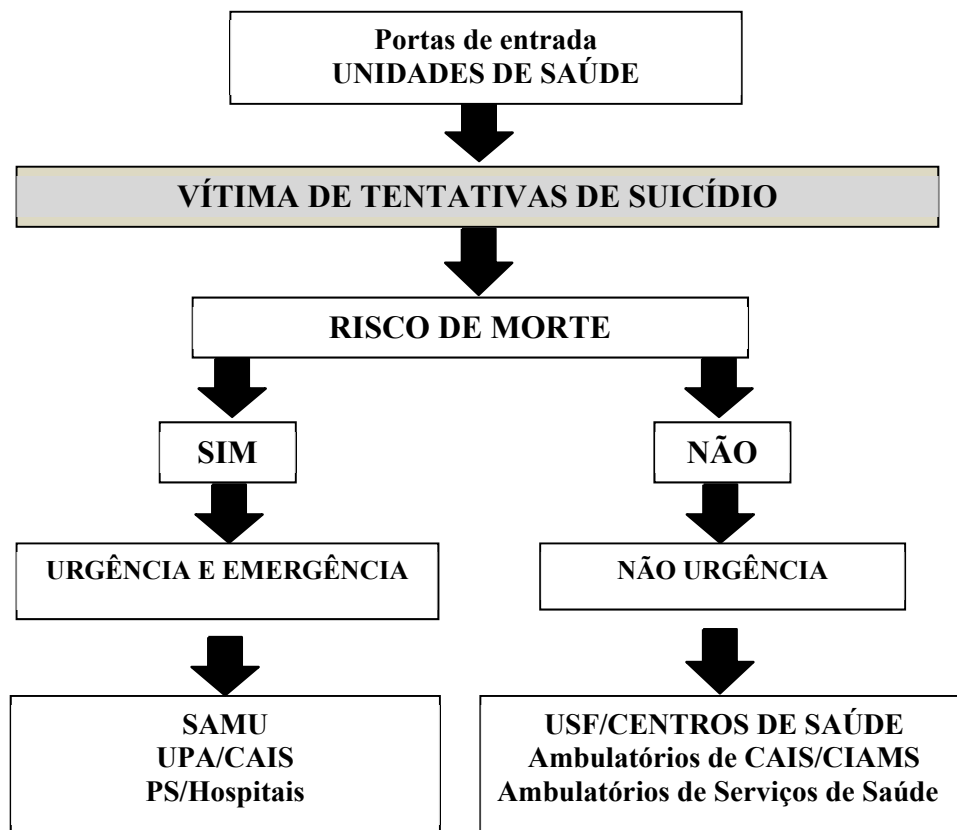 Portas de entrada
UNIDADES DE SAÚDE
VÍTIMA DE TENTATIVAS DE SUICÍDIO
RISCO DE MORTE
SIM
NÃO
URGÊNCIA E EMERGÊNCIA
NÃO URGÊNCIA
SAMU
UPA/CAIS
PS/Hospitais
USF/CENTROS DE SAÚDE
Ambulatórios de CAIS/CIAMS
Ambulatórios de Serviços de Saúde